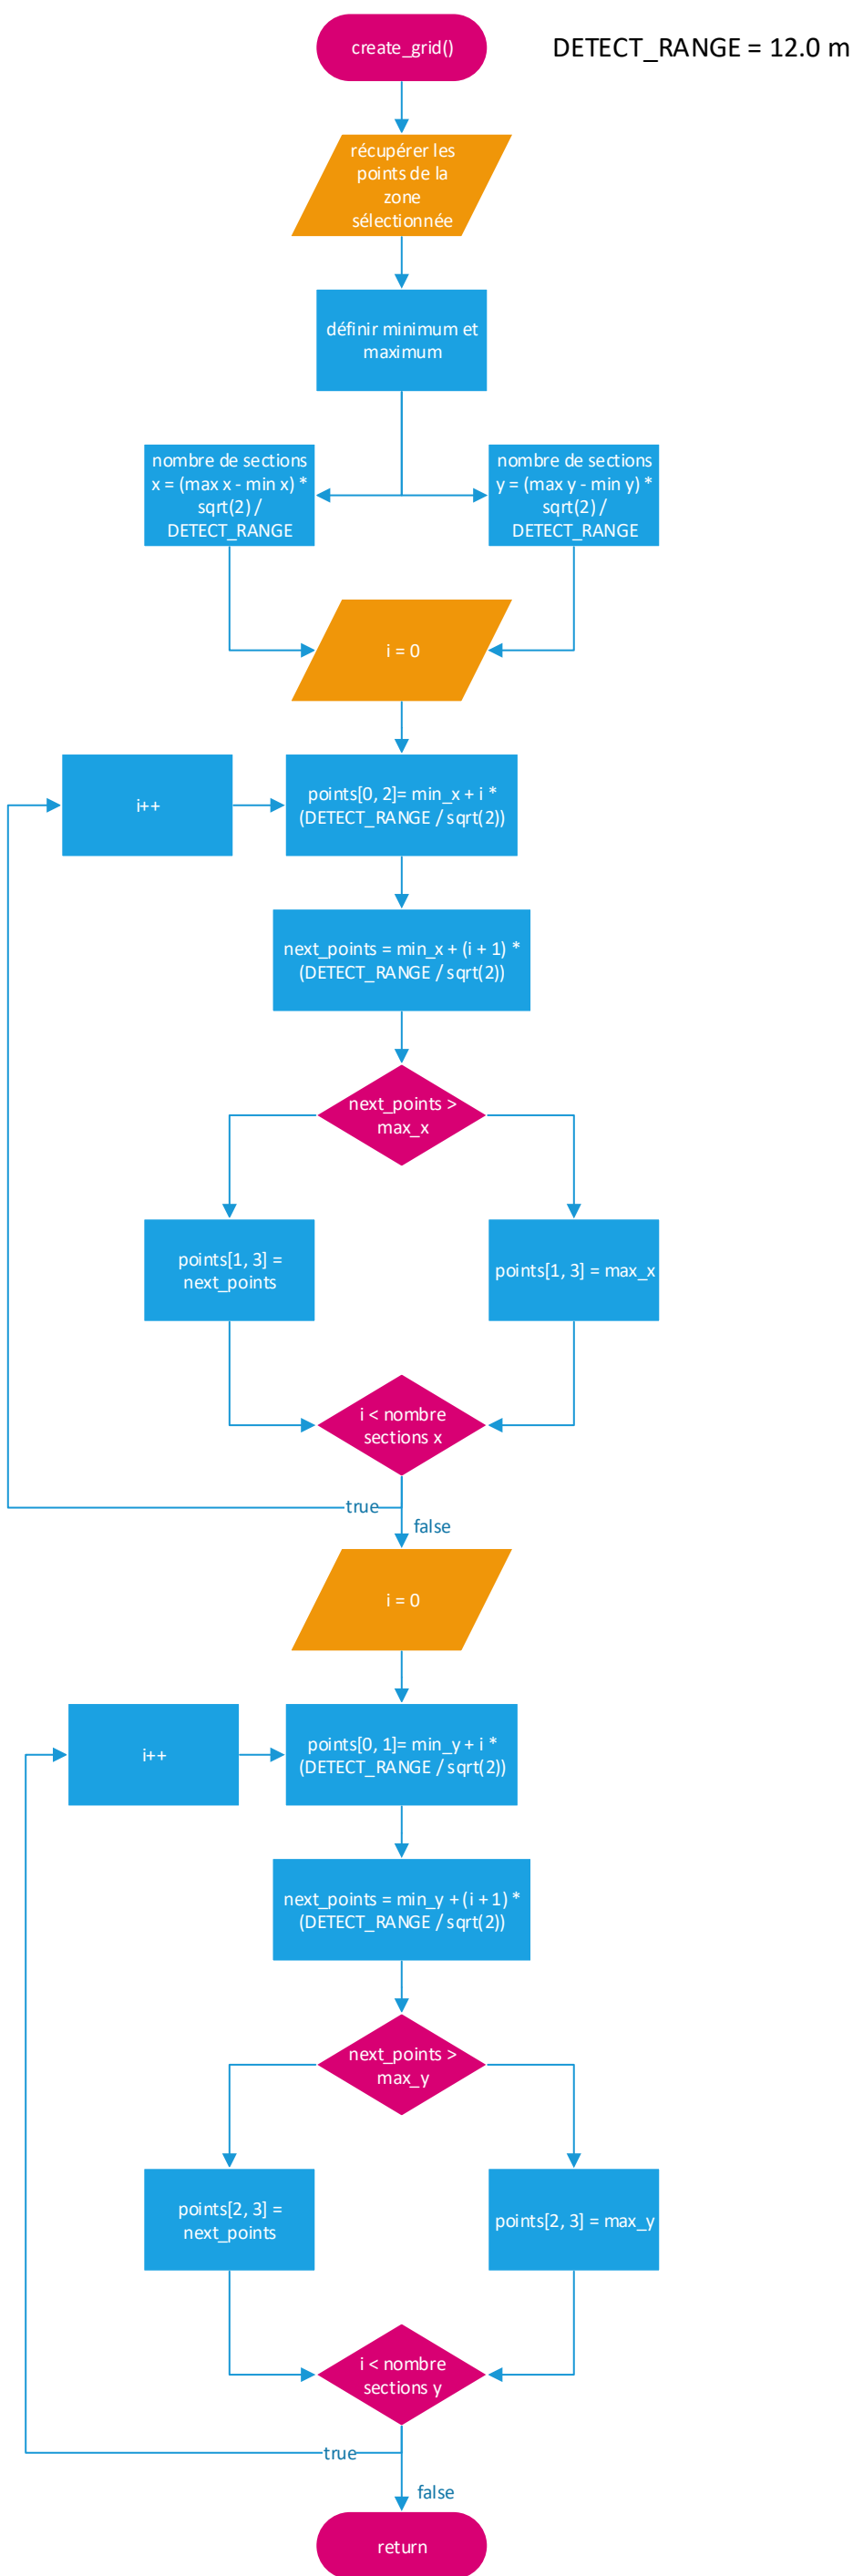 create_grid()
DETECT_RANGE = 12.0 m
récupérer les
points de la
zone
sélectionnée
définir minimum et
maximum
nombre de sections
x = (max x - min x) *
sqrt(2) /
DETECT_RANGE
nombre de sections
y = (max y - min y) *
sqrt(2) /
DETECT_RANGE
i = 0
i++
points[0, 2]= min_x + i *
(DETECT_RANGE / sqrt(2))
next_points = min_x + (i + 1) *
(DETECT_RANGE / sqrt(2))
next_points >
max_x
points[1, 3] =
next_points
points[1, 3] = max_x
i < nombre
sections x
true
false
i = 0
i++
points[0, 1]= min_y + i *
(DETECT_RANGE / sqrt(2))
next_points = min_y + (i + 1) *
(DETECT_RANGE / sqrt(2))
next_points >
max_y
points[2, 3] =
next_points
points[2, 3] = max_y
i < nombre
sections y
true
false
return